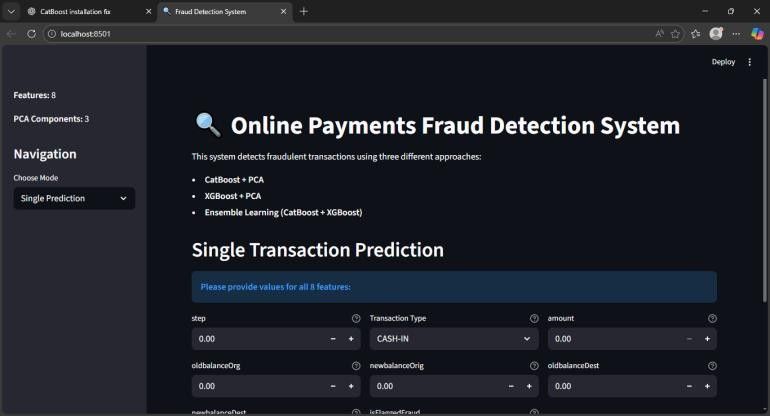 CatBoost installation fix
Fraud Detection System
localhost:8501
Deploy
Features: 8
PCA Components: 3
Navigation
Choose Mode
Single Prediction
Online Payments Fraud Detection System
This system detects fraudulent transactions using three different approaches:
• CatBoost + PCA
• XGBoost + PCA
• Ensemble Learning (CatBoost + XGBoost)
Single Transaction Prediction
Please provide values for all 8 features:
step Transaction Type amount
0.00 CASH-IN 0.00
oldbalanceOrg newbalanceOrig oldbalanceDest
0.00 0.00 0.00
newbalanceDest isFlaggedFraud